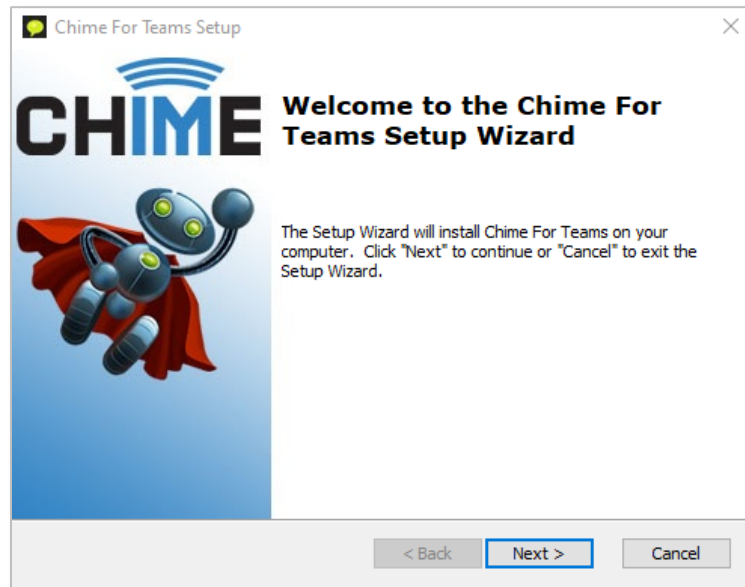 Chime For Teams Setup
CHIME
Welcome to the Chime For
Teams Setup Wizard
The Setup Wizard will install Chime For Teams on your
computer. Click "Next" to continue or "Cancel" to exit the
Setup Wizard.
< Back
Next >
Cancel